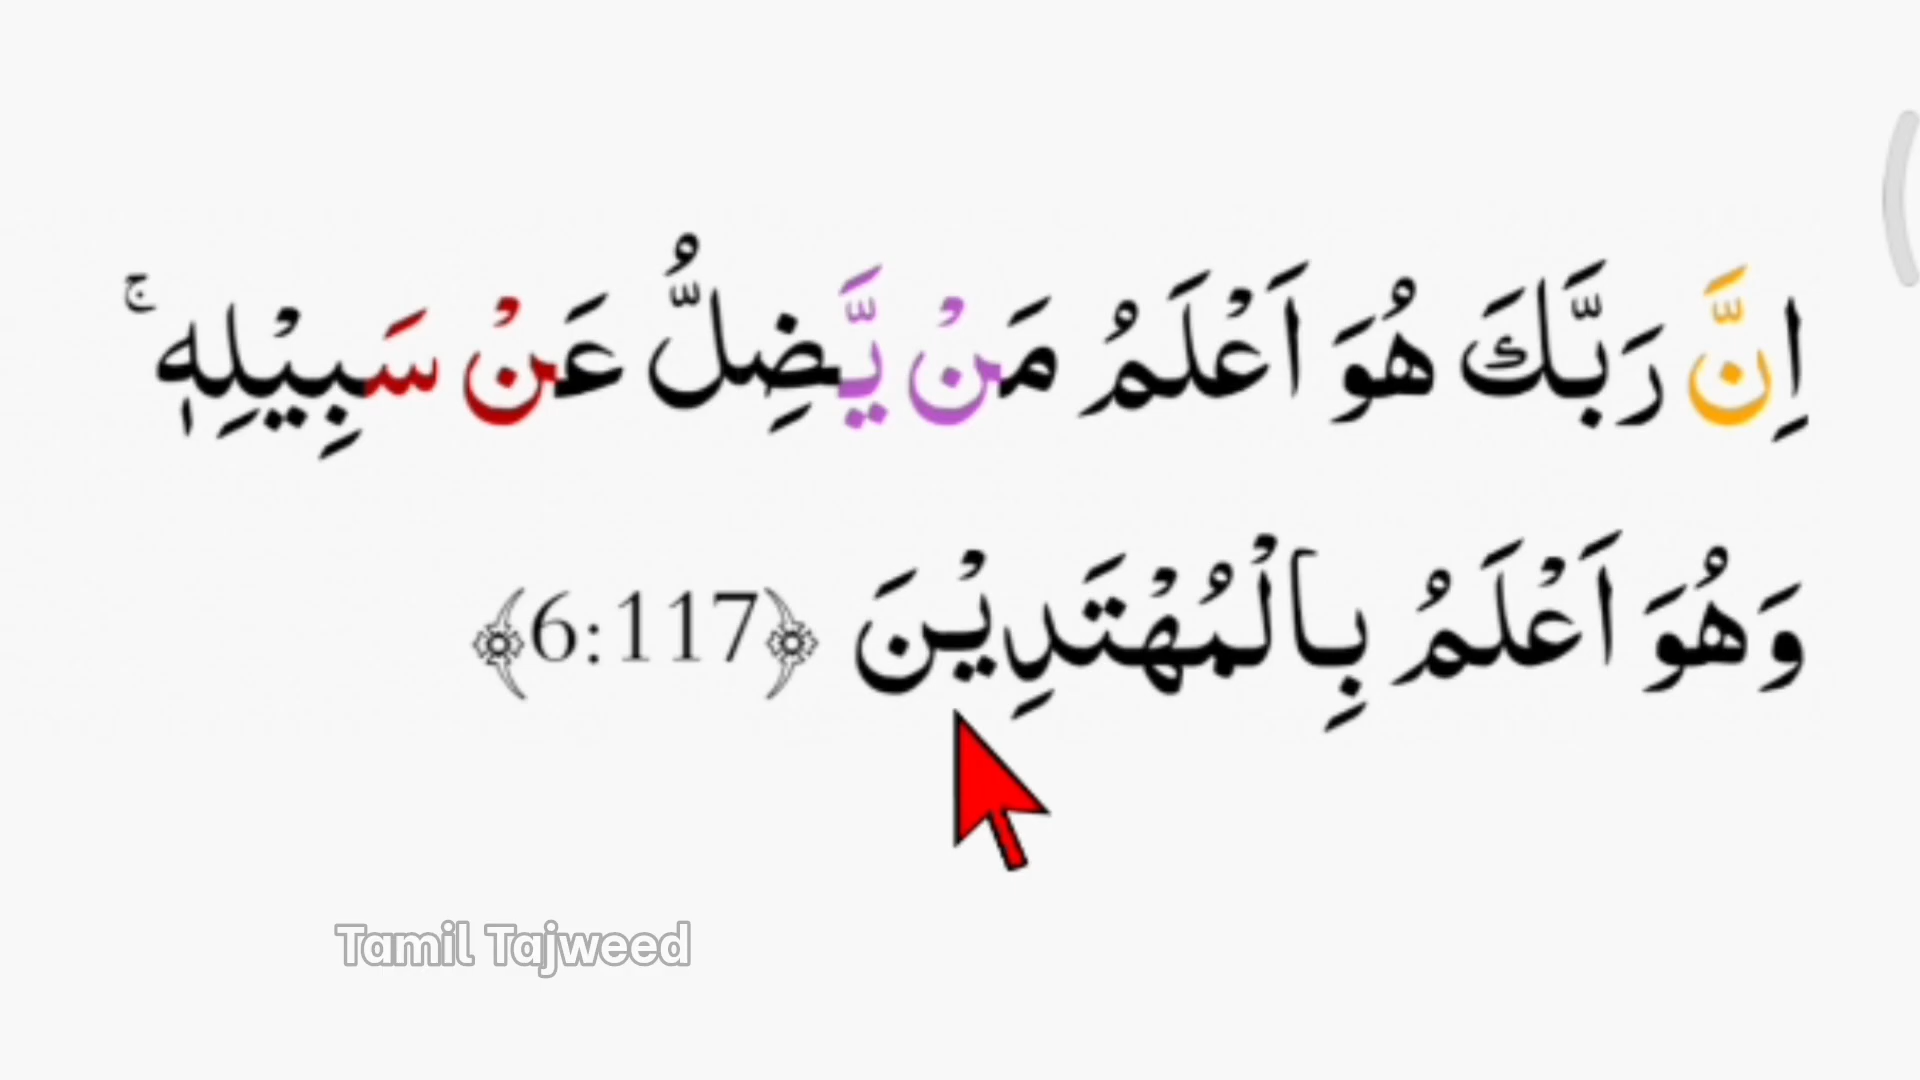 اِنَّ رَبَّكَ هُوَ اَعْلَمُ مَنْ يَّضِلُّ عَنْ سَبِيْلِهٖ ۚ
وَهُوَ اَعْلَمُ بِالْمُهْتَدِيْنَ ﴿6:117﴾
Tamil Tajweed